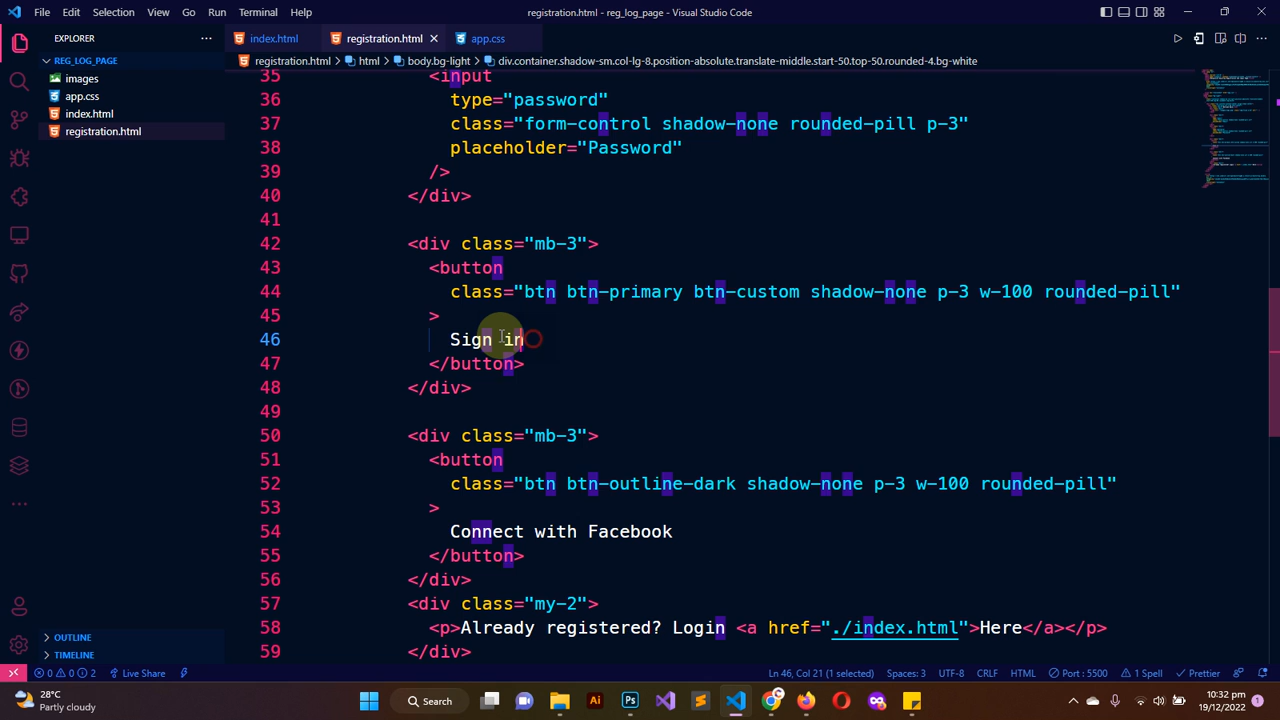 File Edit Selection View Go Run Terminal Help
registration.html - reg_log_page - Visual Studio Code
EXPLORER
index.html
registration.html
app.css
REG_LOG_PAGE
registration.html > html > body.bg-light > div.container.shadow-sm.col-lg-8.position-absolute.translate-middle.start-50.top-50.rounded-4.bg-white
images
app.css
index.html
registration.html
35 <input
36 type="password"
37 class="form-control shadow-none rounded-pill p-3"
38 placeholder="Password"
39 />
40 </div>
41
42 <div class="mb-3">
43 <button
44 class="btn btn-primary btn-custom shadow-none p-3 w-100 rounded-pill"
45 >
46 Sign in
47 </button>
48 </div>
49
50 <div class="mb-3">
51 <button
52 class="btn btn-outline-dark shadow-none p-3 w-100 rounded-pill"
53 >
54 Connect with Facebook
55 </button>
56 </div>
57 <div class="my-2">
58 <p>Already registered? Login <a href="./index.html">Here</a></p>
59 </div>
OUTLINE
TIMELINE
0 0 2 Live Share
Ln 46, Col 21 (1 selected) Spaces: 3 UTF-8 CRLF HTML Port : 5500 1 Spell Prettier
28°C
Partly cloudy
Search
Ai
Ps
10:32 pm
19/12/2022
1